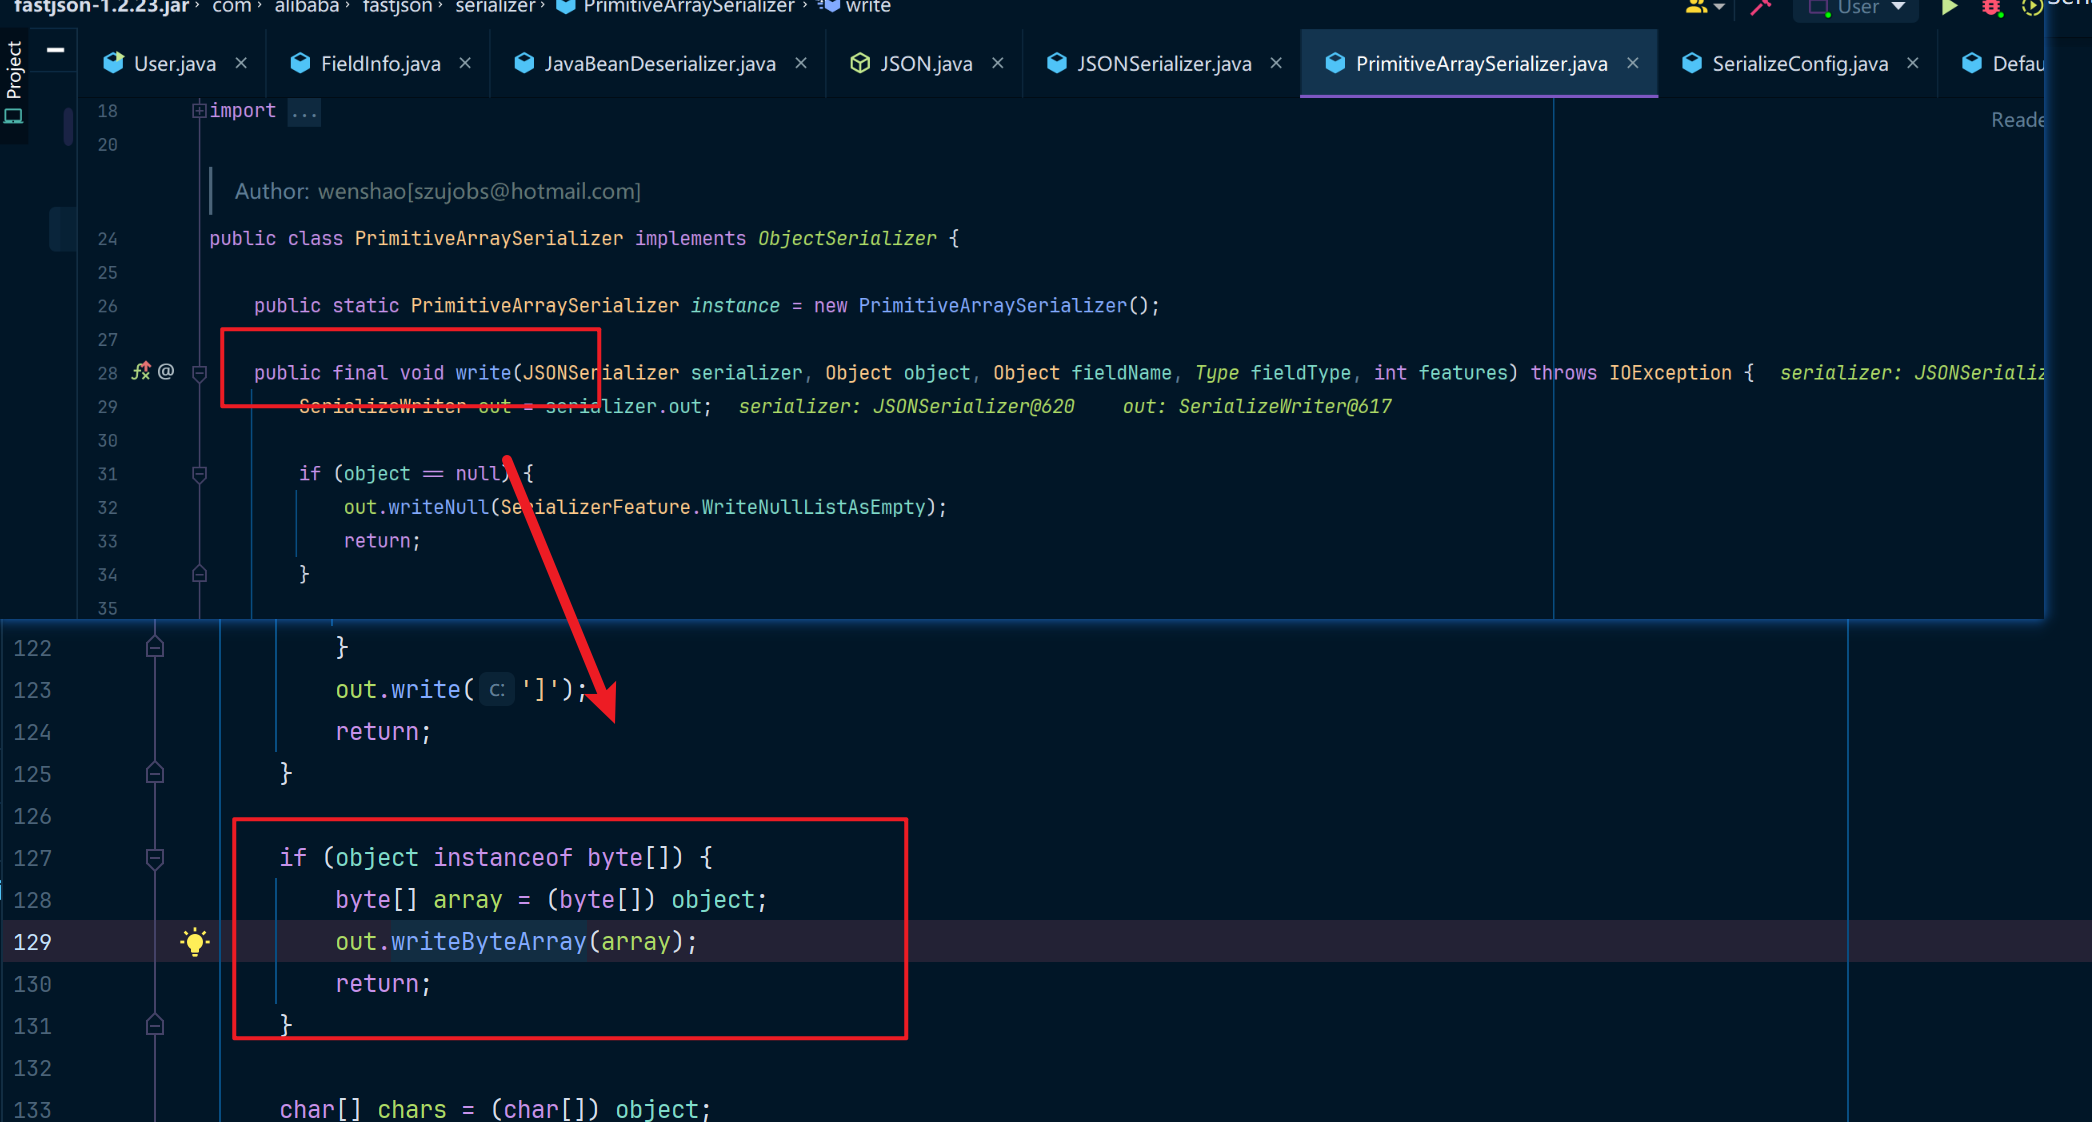 fastjson-1.2.23.jar › com › alibaba › fastjson › serializer › PrimitiveArraySerializer › write
User
Project
User.java × FieldInfo.java × JavaBeanDeserializer.java × JSON.java × JSONSerializer.java × PrimitiveArraySerializer.java × SerializeConfig.java × Defau
Reade
18 import ...
20
Author: wenshao[szujobs@hotmail.com]
24 public class PrimitiveArraySerializer implements ObjectSerializer {
25
26 public static PrimitiveArraySerializer instance = new PrimitiveArraySerializer();
27
28 public final void write(JSONSerializer serializer, Object object, Object fieldName, Type fieldType, int features) throws IOException { serializer: JSONSerializ
29 SerializeWriter out = serializer.out; serializer: JSONSerializer@620 out: SerializeWriter@617
30
31 if (object == null) {
32 out.writeNull(SerializerFeature.WriteNullListAsEmpty);
33 return;
34 }
35
122 }
123 out.write( c: ']');
124 return;
125 }
126
127 if (object instanceof byte[]) {
128 byte[] array = (byte[]) object;
129 out.writeByteArray(array);
130 return;
131 }
132
133 char[] chars = (char[]) object;